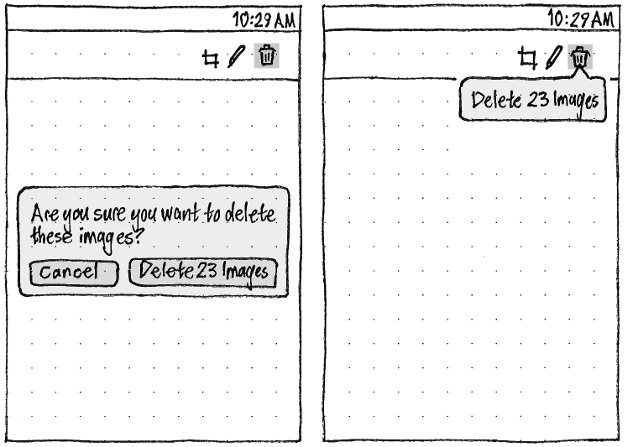 10:29 AM
Are you sure you want to delete
these images?
Cancel
Delete 23 Images
10:29 AM
Delete 23 Images